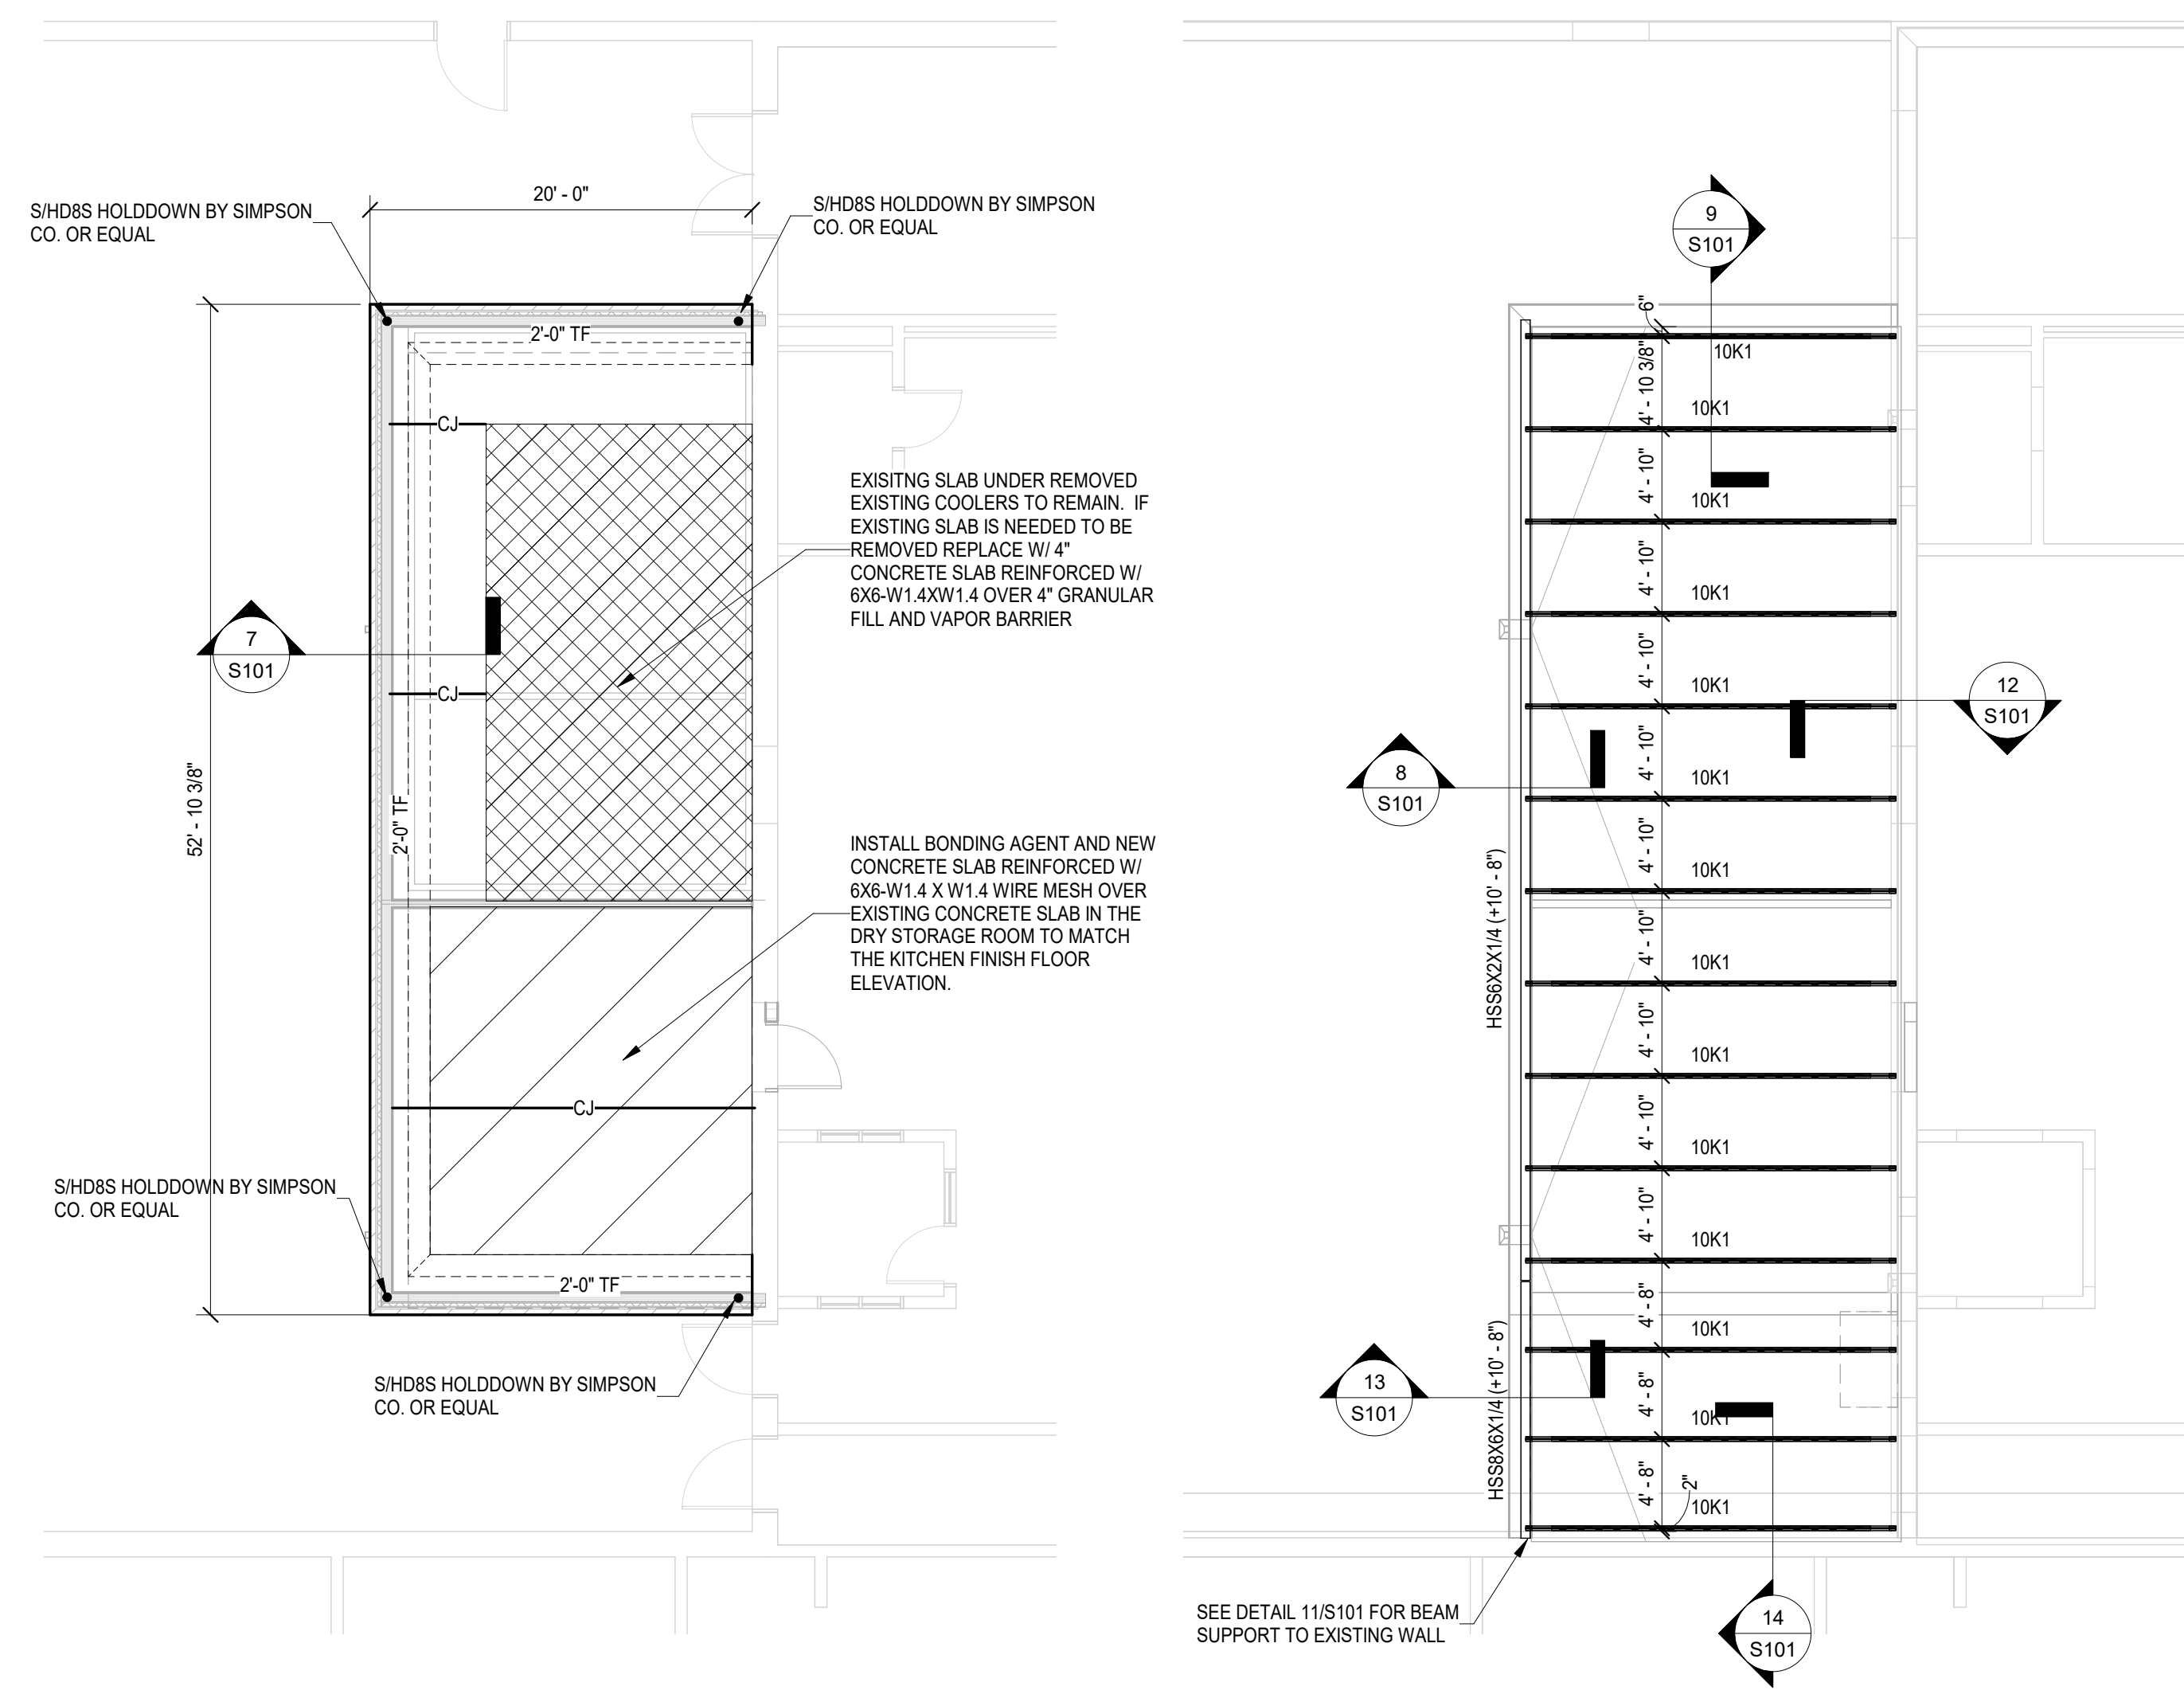 20' - 0"
S/HD8S HOLDDOWN BY SIMPSON
CO. OR EQUAL
S/HD8S HOLDDOWN BY SIMPSON
CO. OR EQUAL
2'-0" TF
CJ
EXISITNG SLAB UNDER REMOVED
EXISTING COOLERS TO REMAIN. IF
EXISTING SLAB IS NEEDED TO BE
REMOVED REPLACE W/ 4"
CONCRETE SLAB REINFORCED W/
6X6-W1.4XW1.4 OVER 4" GRANULAR
FILL AND VAPOR BARRIER
7
S101
CJ
52' - 10 3/8"
2'-0" TF
INSTALL BONDING AGENT AND NEW
CONCRETE SLAB REINFORCED W/
6X6-W1.4 X W1.4 WIRE MESH OVER
EXISTING CONCRETE SLAB IN THE
DRY STORAGE ROOM TO MATCH
THE KITCHEN FINISH FLOOR
ELEVATION.
CJ
S/HD8S HOLDDOWN BY SIMPSON
CO. OR EQUAL
2'-0" TF
S/HD8S HOLDDOWN BY SIMPSON
CO. OR EQUAL
9
S101
6"
10K1
4' - 10 3/8"
10K1
4' - 10"
10K1
4' - 10"
10K1
4' - 10"
10K1
12
S101
4' - 10"
10K1
8
S101
4' - 10"
10K1
HSS6X2X1/4 (+10' - 8")
4' - 10"
10K1
4' - 10"
10K1
4' - 10"
10K1
4' - 10"
10K1
4' - 8"
10K1
HSS8X6X1/4 (+10' - 8")
13
S101
4' - 8"
10K1
4' - 8"
2"
10K1
SEE DETAIL 11/S101 FOR BEAM
SUPPORT TO EXISTING WALL
14
S101